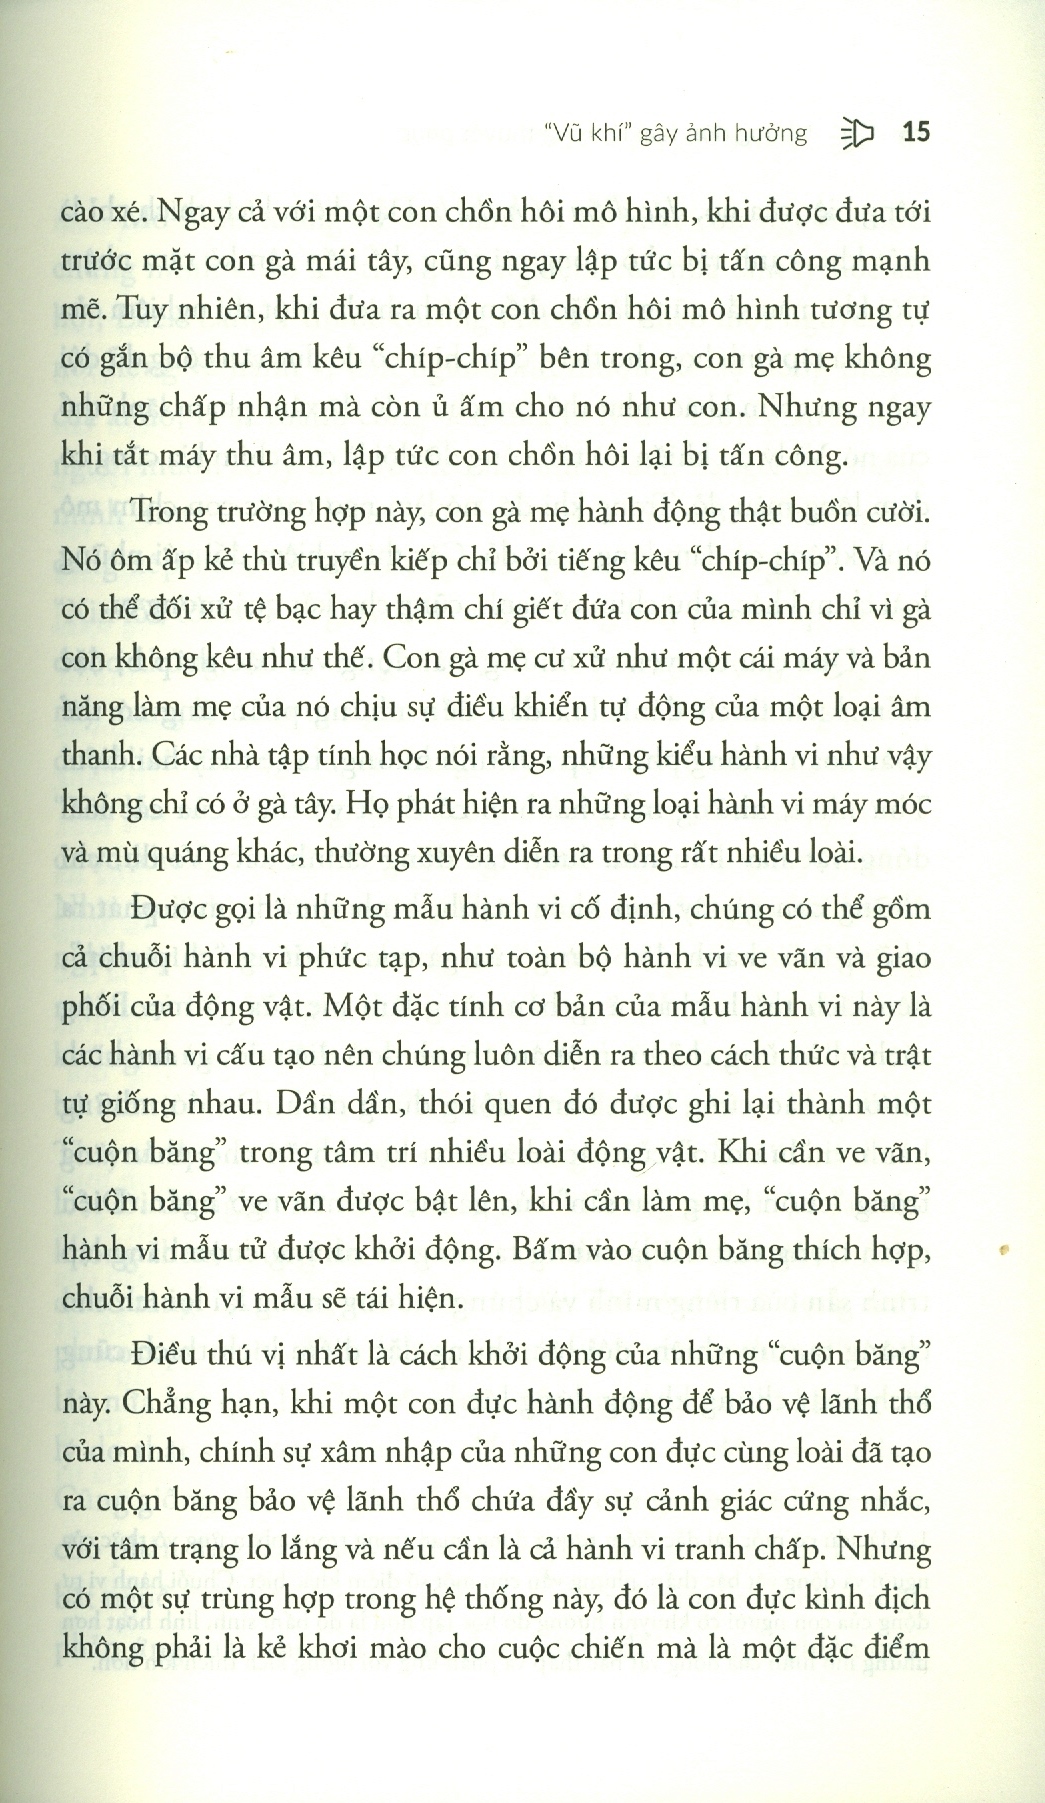 “Vũ khí” gây ảnh hưởng 15
cào xé. Ngay cả với một con chồn hôi mô hình, khi được đưa tới
trước mặt con gà mái tây, cũng ngay lập tức bị tấn công mạnh
mẽ. Tuy nhiên, khi đưa ra một con chồn hôi mô hình tương tự
có gắn bộ thu âm kêu “chíp-chíp” bên trong, con gà mẹ không
những chấp nhận mà còn ủ ấm cho nó như con. Nhưng ngay
khi tắt máy thu âm, lập tức con chồn hôi lại bị tấn công.
Trong trường hợp này, con gà mẹ hành động thật buồn cười.
Nó ôm ấp kẻ thù truyền kiếp chỉ bởi tiếng kêu “chíp-chíp”. Và nó
có thể đối xử tệ bạc hay thậm chí giết đứa con của mình chỉ vì gà
con không kêu như thế. Con gà mẹ cư xử như một cái máy và bản
năng làm mẹ của nó chịu sự điều khiển tự động của một loại âm
thanh. Các nhà tập tính học nói rằng, những kiểu hành vi như vậy
không chỉ có ở gà tây. Họ phát hiện ra những loại hành vi máy móc
và mù quáng khác, thường xuyên diễn ra trong rất nhiều loài.
Được gọi là những mẫu hành vi cố định, chúng có thể gồm
cả chuỗi hành vi phức tạp, như toàn bộ hành vi ve vãn và giao
phối của động vật. Một đặc tính cơ bản của mẫu hành vi này là
các hành vi cấu tạo nên chúng luôn diễn ra theo cách thức và trật
tự giống nhau. Dần dần, thói quen đó được ghi lại thành một
“cuộn băng” trong tâm trí nhiều loài động vật. Khi cần ve vãn,
“cuộn băng” ve vãn được bật lên, khi cần làm mẹ, “cuộn băng”
hành vi mẫu tử được khởi động. Bấm vào cuộn băng thích hợp,
chuỗi hành vi mẫu sẽ tái hiện.
Điều thú vị nhất là cách khởi động của những “cuộn băng”
này. Chẳng hạn, khi một con đực hành động để bảo vệ lãnh thổ
của mình, chính sự xâm nhập của những con đực cùng loài đã tạo
ra cuộn băng bảo vệ lãnh thổ chứa đầy sự cảnh giác cứng nhắc,
với tâm trạng lo lắng và nếu cần là cả hành vi tranh chấp. Nhưng
có một sự trùng hợp trong hệ thống này, đó là con đực kình địch
không phải là kẻ khơi mào cho cuộc chiến mà là một đặc điểm